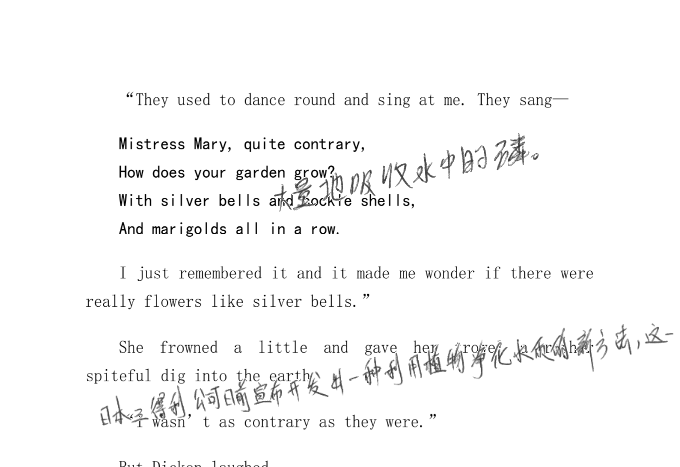 “They used to dance round and sing at me. They sang—
Mistress Mary, quite contrary,
大量地吸收水中的磷。
How does your garden grow?
With silver bells and cockle shells,
And marigolds all in a row.
I just remembered it and it made me wonder if there were
really flowers like silver bells.”
She frowned a little and gave her trowel a rather
spiteful dig into the earth.
日本三得利公司日前宣布开发出一种利用植物净化水质的新方法，这一
“I wasn’t as contrary as they were.”
But Dickon laughed.